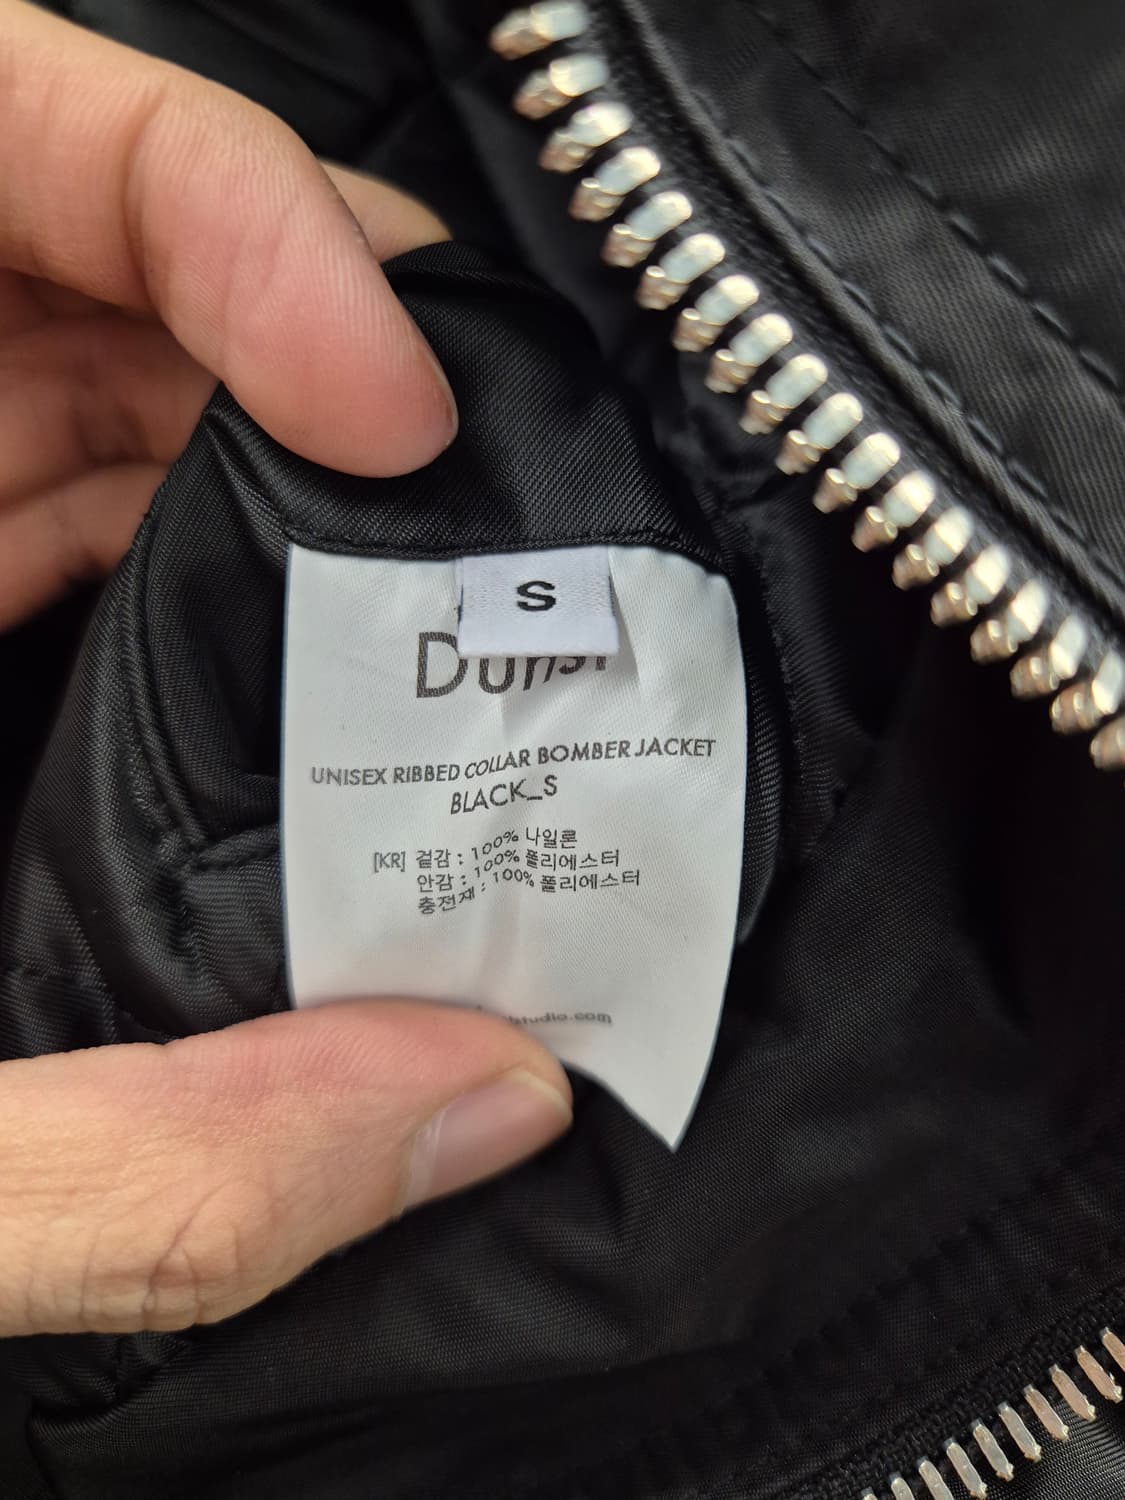 S
Dunst
UNISEX RIBBED COLLAR BOMBER JACKET
BLACK_S
[KR] 겉감 : 100% 나일론
안감 : 100% 폴리에스터
충전재 : 100% 폴리에스터